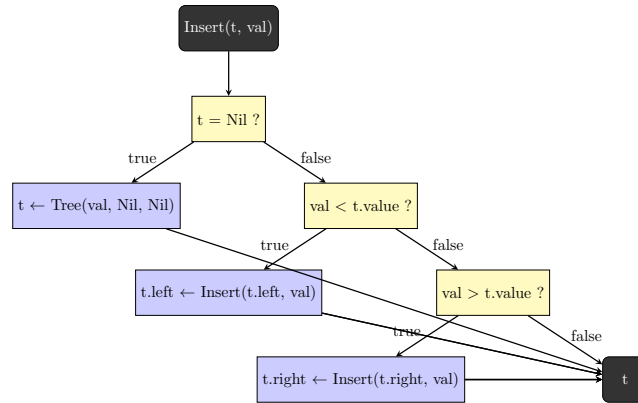 Insert(t, val)
t = Nil ?
true
false
t ← Tree(val, Nil, Nil)
val < t.value ?
true
false
t.left ← Insert(t.left, val)
val > t.value ?
true
false
t.right ← Insert(t.right, val)
t